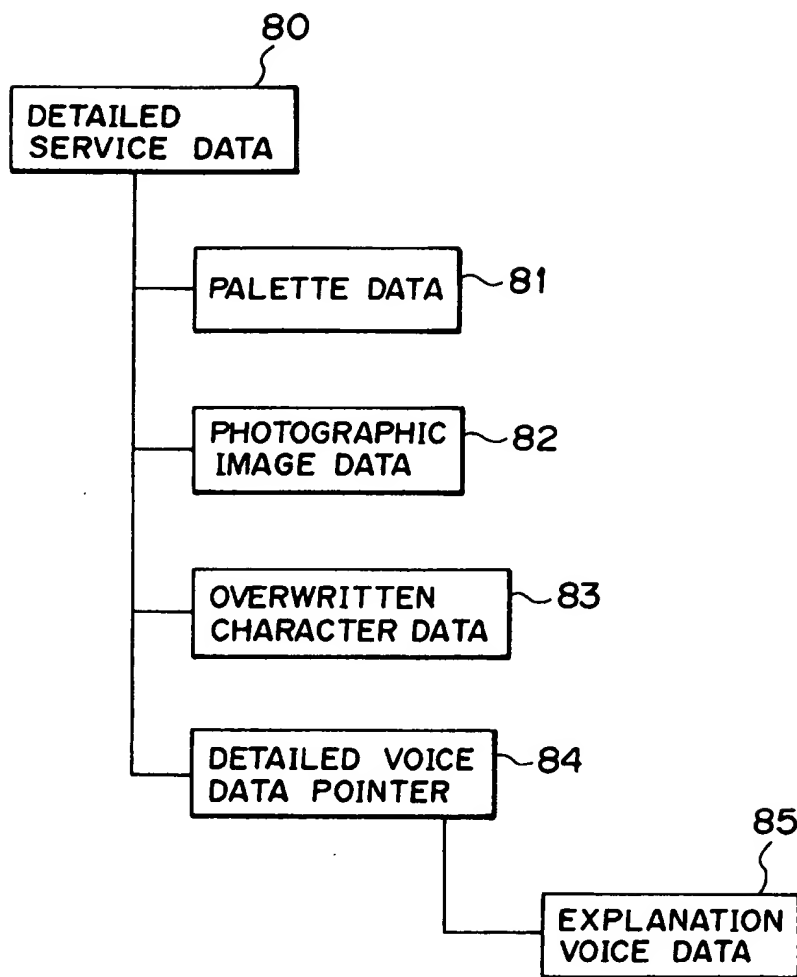 80
DETAILED
SERVICE DATA
PALETTE DATA
81
PHOTOGRAPHIC
IMAGE DATA
82
OVERWRITTEN
CHARACTER DATA
83
DETAILED VOICE
DATA POINTER
84
85
EXPLANATION
VOICE DATA